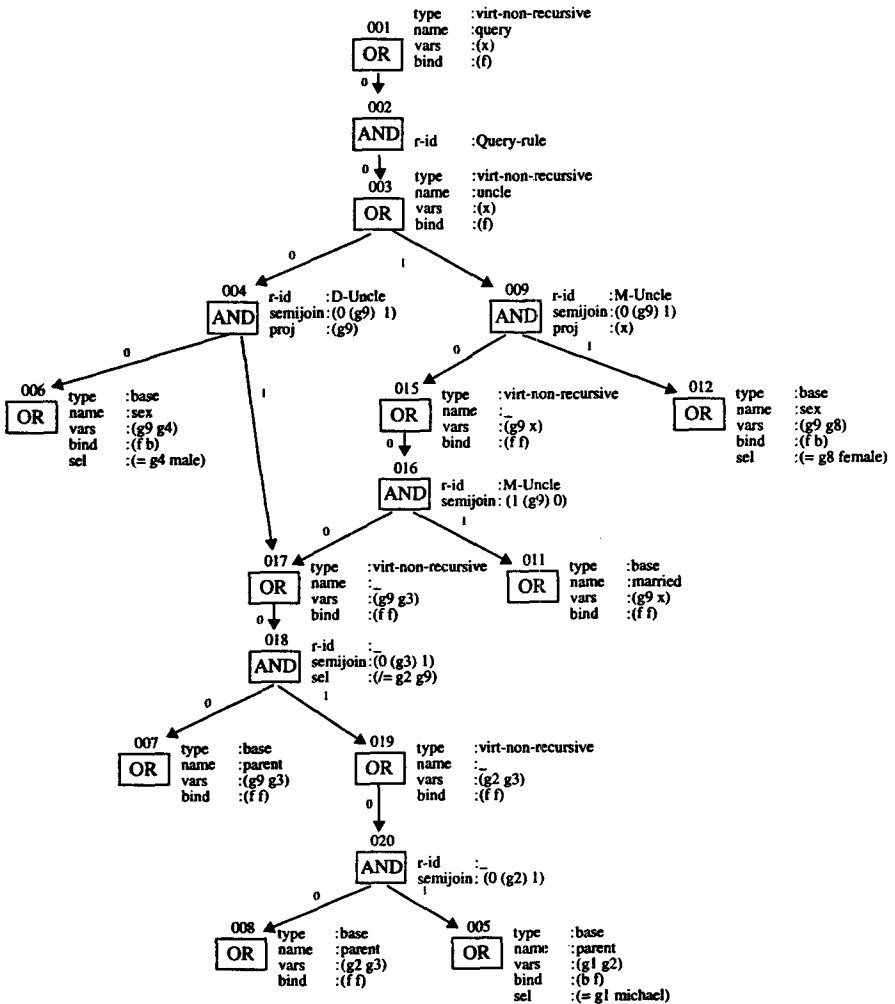 001
OR
type :virt-non-recursive
name :query
vars :(x)
bind :(f)
0
002
AND
r-id :Query-rule
0
003
OR
type :virt-non-recursive
name :uncle
vars :(x)
bind :(f)
0
1
004
AND
r-id :D-Uncle
semijoin:(0 (g9) 1)
proj :(g9)
009
AND
r-id :M-Uncle
semijoin:(0 (g9) 1)
proj :(x)
0
1
0
1
006
OR
type :base
name :sex
vars :(g9 g4)
bind :(f b)
sel :(= g4 male)
015
OR
type :virt-non-recursive
name :_
vars :(g9 x)
bind :(f f)
012
OR
type :base
name :sex
vars :(g9 g8)
bind :(f b)
sel :(= g8 female)
0
016
AND
r-id :M-Uncle
semijoin: (1 (g9) 0)
0
1
017
OR
type :virt-non-recursive
name :_
vars :(g9 g3)
bind :(f f)
011
OR
type :base
name :married
vars :(g9 x)
bind :(f f)
0
018
AND
r-id :_
semijoin:(0 (g3) 1)
sel :(/= g2 g9)
0
1
007
OR
type :base
name :parent
vars :(g9 g3)
bind :(f f)
019
OR
type :virt-non-recursive
name :_
vars :(g2 g3)
bind :(f f)
0
020
AND
r-id :_
semijoin: (0 (g2) 1)
0
1
008
OR
type :base
name :parent
vars :(g2 g3)
bind :(f f)
005
OR
type :base
name :parent
vars :(g1 g2)
bind :(b f)
sel :(= g1 michael)